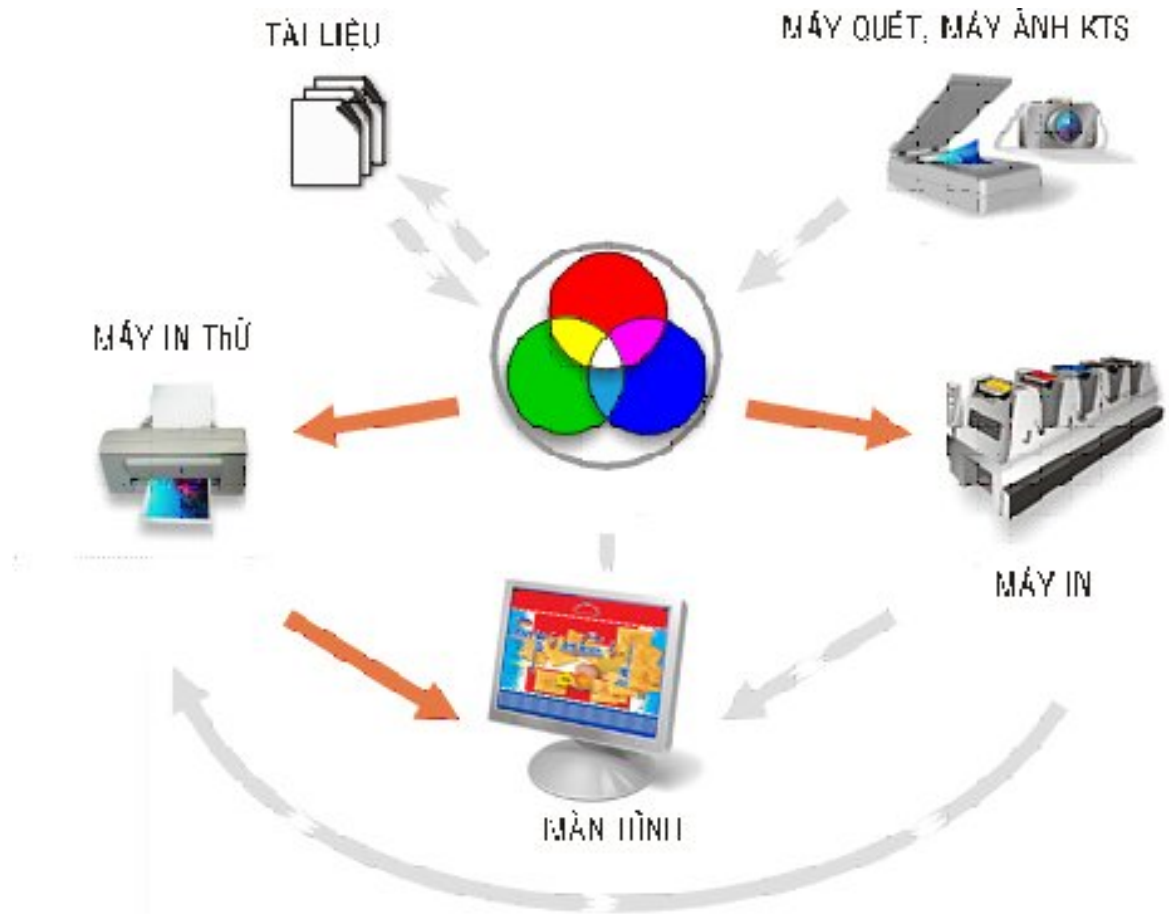 TÀI LIỆU
MÁY QUÉT, MÁY ẢNH KTS
MÁY IN THỬ
MÁY IN
MÀN HÌNH